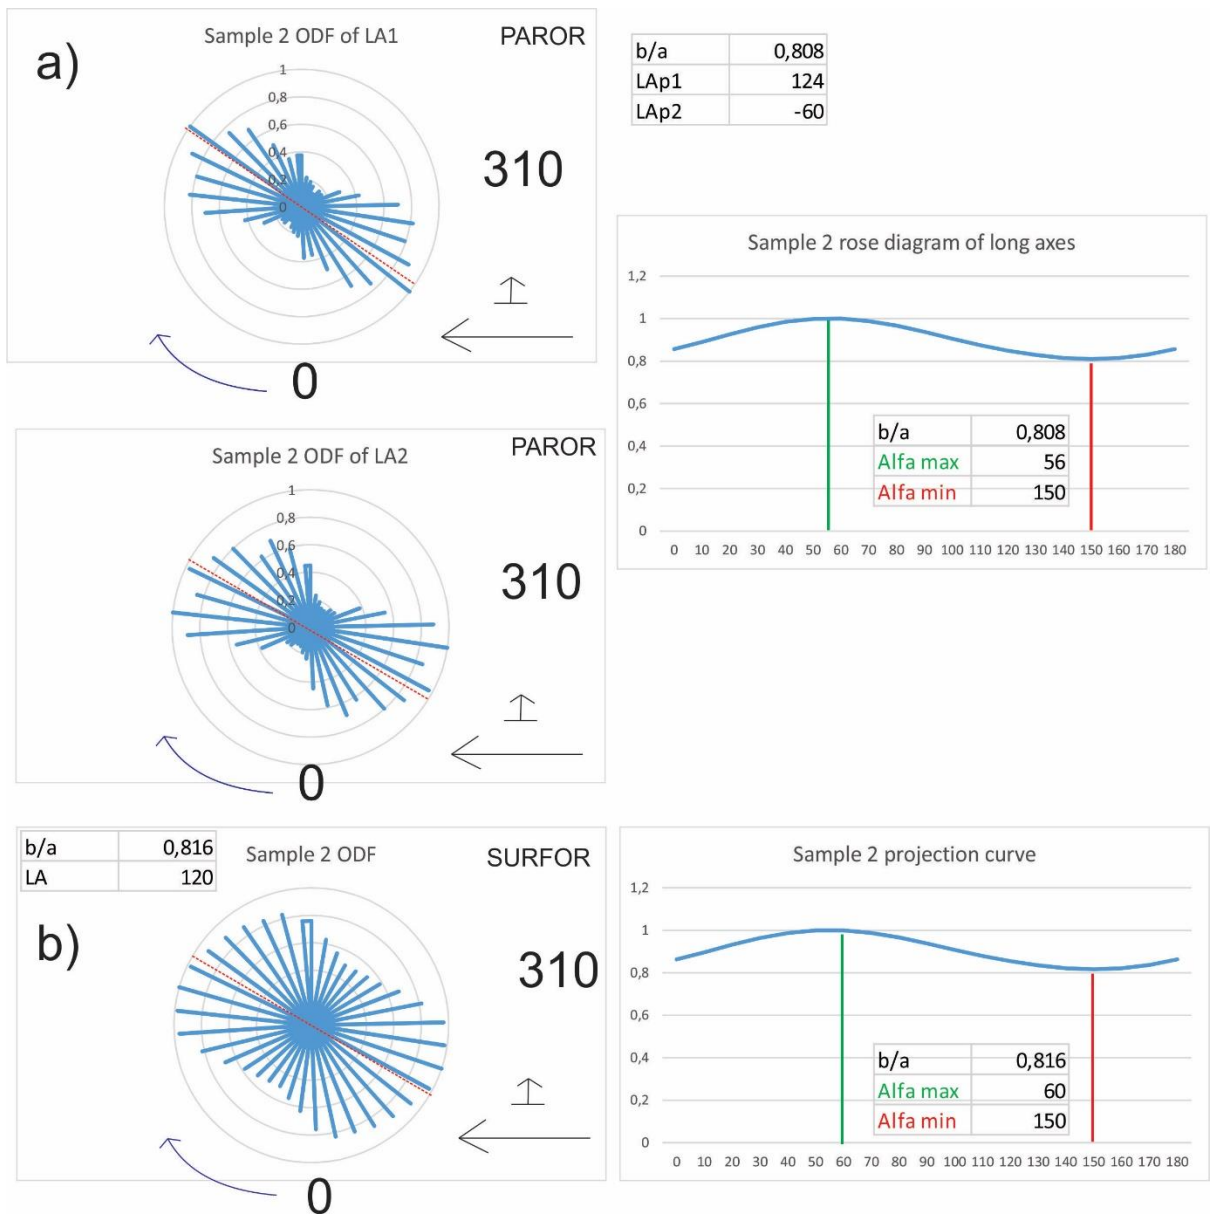 a)
Sample 2 ODF of LA1
PAROR
1
0,8
0,6
0,4
0,2
0
310
0
b/a 0,808
LAp1 124
LAp2 -60
Sample 2 rose diagram of long axes
1,2
1
0,8
0,6
0,4
0,2
0
b/a 0,808
Alfa max 56
Alfa min 150
0 10 20 30 40 50 60 70 80 90 100 110 120 130 140 150 160 170 180
Sample 2 ODF of LA2
PAROR
1
0,8
0,6
0,4
0,2
0
310
0
b)
b/a 0,816
LA 120
Sample 2 ODF
SURFOR
310
0
Sample 2 projection curve
1,2
1
0,8
0,6
0,4
0,2
0
b/a 0,816
Alfa max 60
Alfa min 150
0 10 20 30 40 50 60 70 80 90 100 110 120 130 140 150 160 170 180